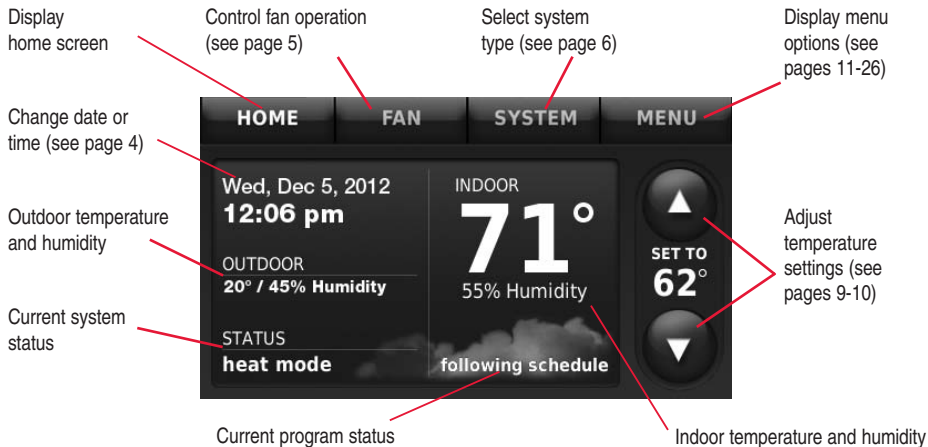 Display
home screen
Control fan operation
(see page 5)
Select system
type (see page 6)
Display menu
options (see
pages 11-26)
Change date or
time (see page 4)
Outdoor temperature
and humidity
Current system
status
HOME
FAN
SYSTEM
MENU
Wed, Dec 5, 2012
12:06 pm
OUTDOOR
20° / 45% Humidity
STATUS
heat mode
INDOOR
71°
55% Humidity
following schedule
SET TO
62°
Adjust
temperature
settings (see
pages 9-10)
Current program status
Indoor temperature and humidity